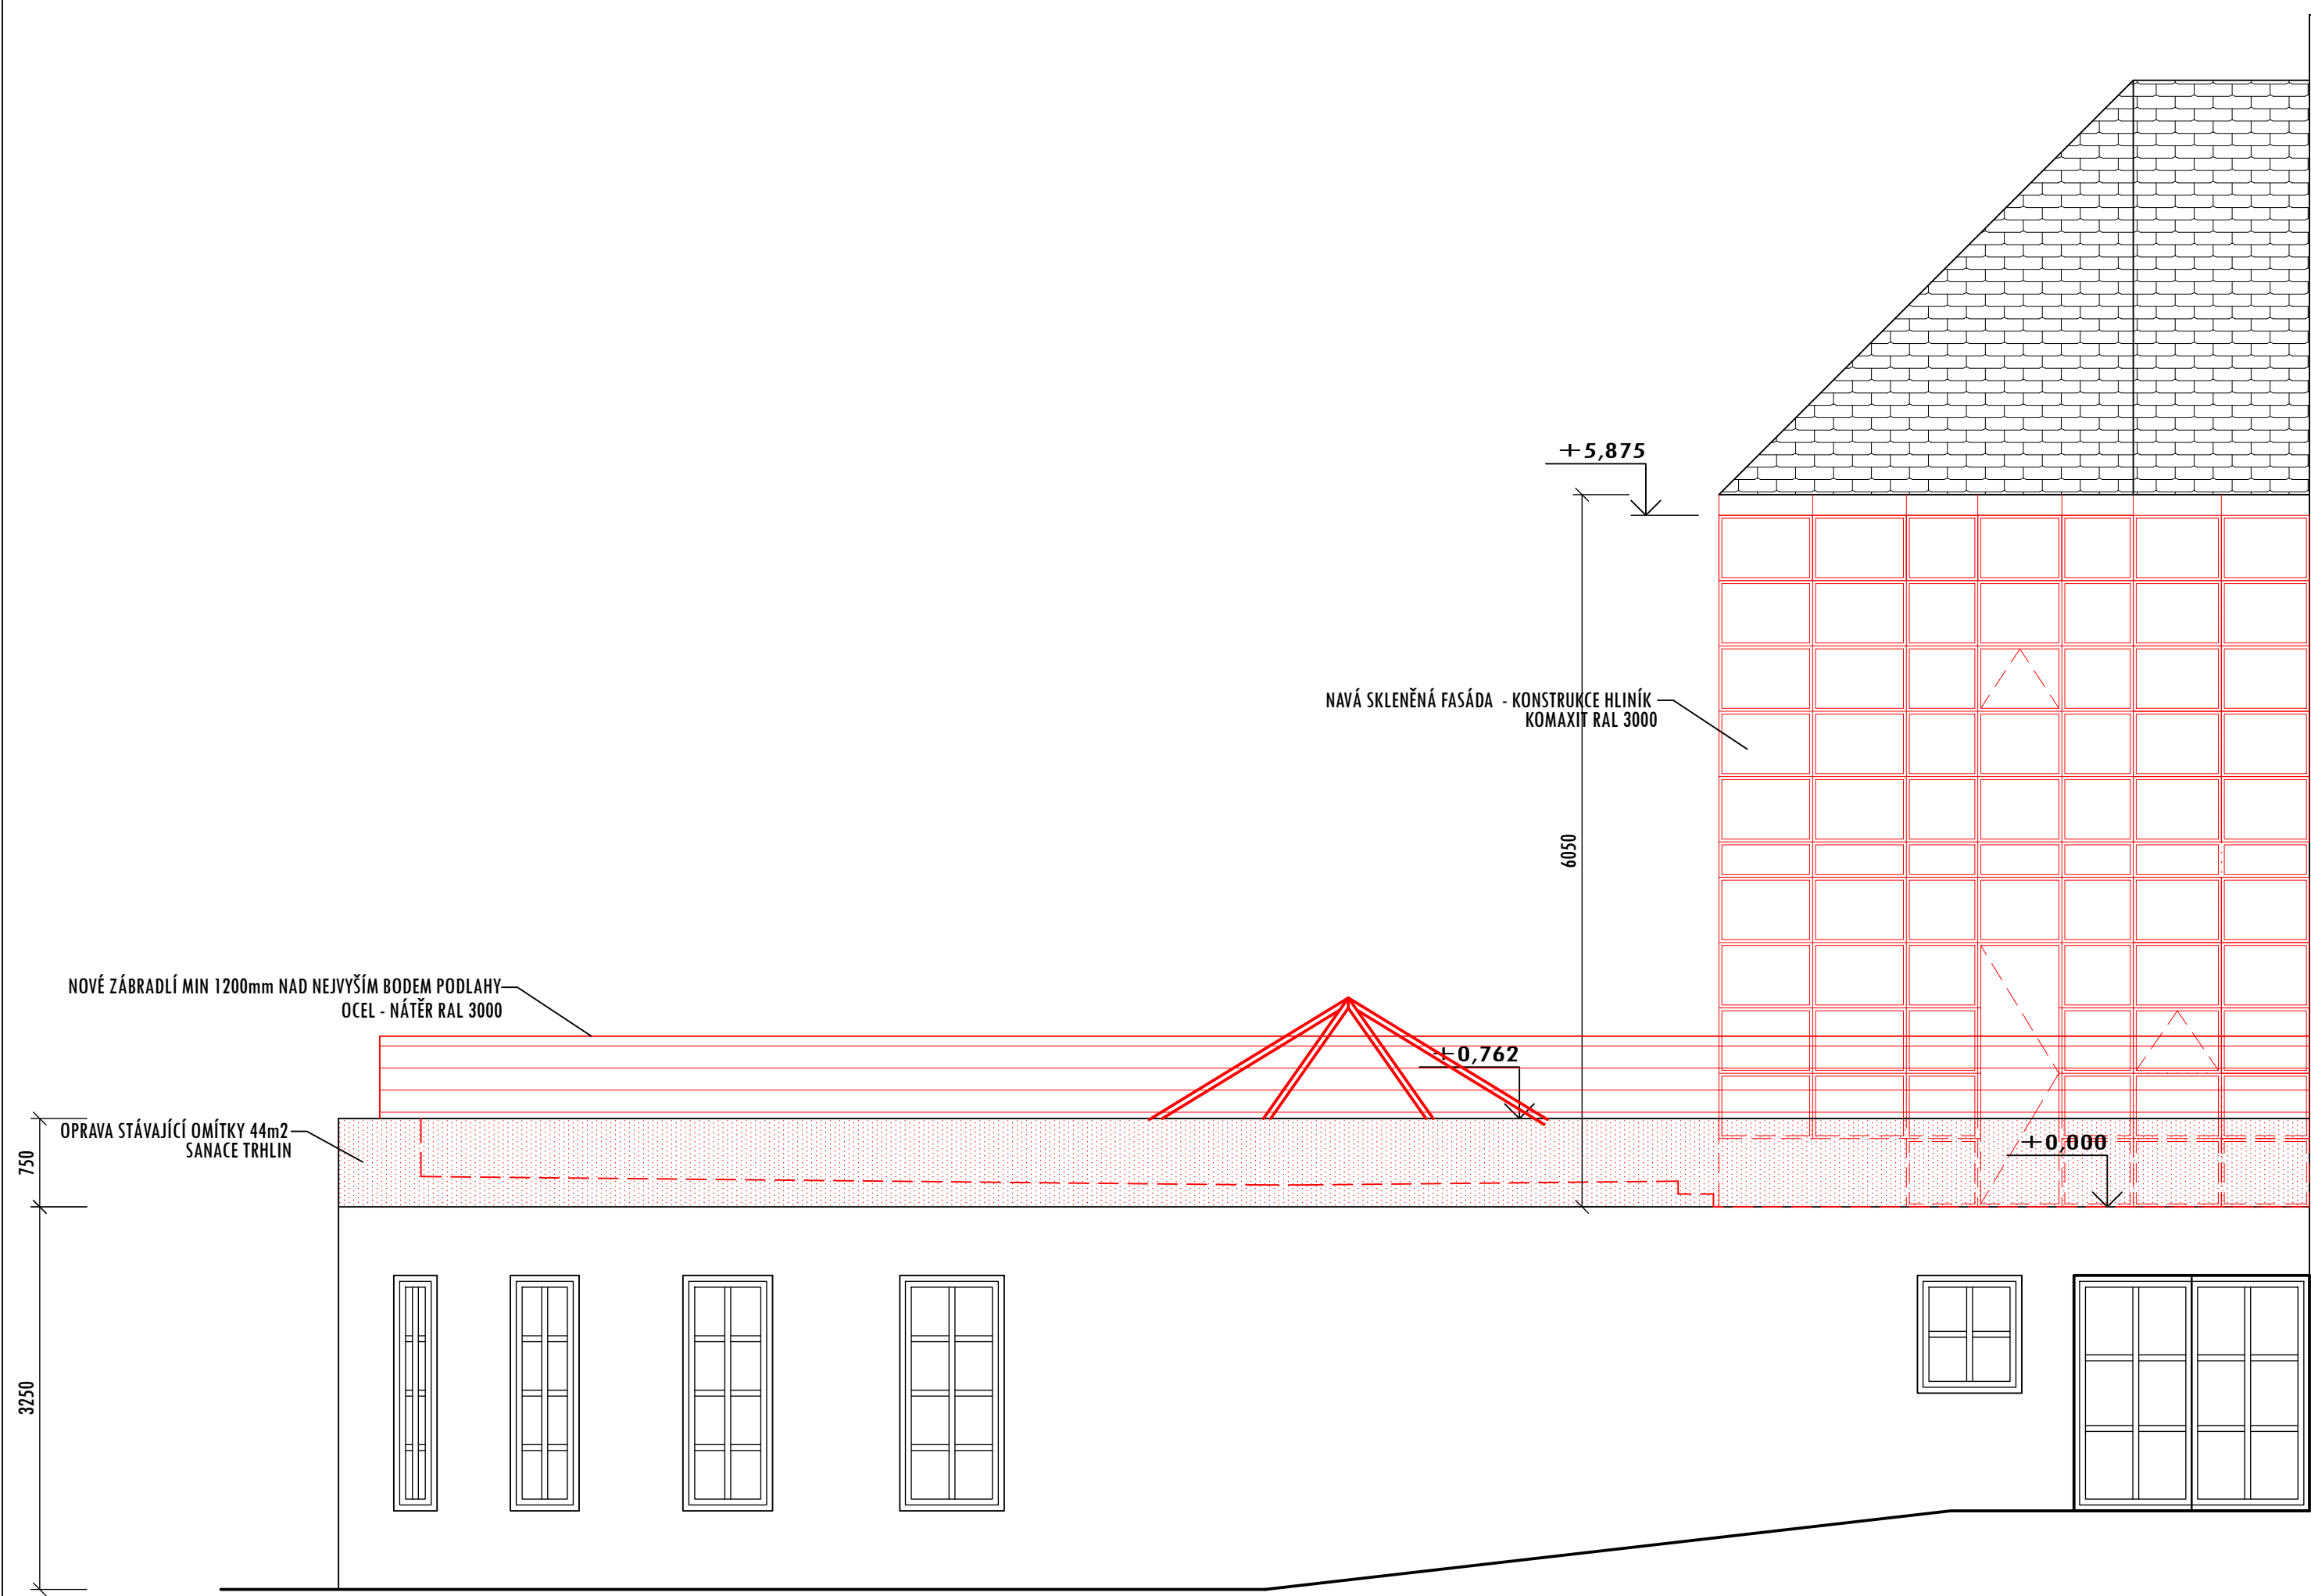 +5,875
NAVÁ SKLENĚNÁ FASÁDA - KONSTRUKCE HLINÍK
KOMAXIT RAL 3000
6050
NOVÉ ZÁBRADLÍ MIN 1200mm NAD NEJVYŠÍM BODEM PODLAHY
OCEL - NÁTĚR RAL 3000
+0,762
OPRAVA STÁVAJÍCÍ OMÍTKY 44m2
SANACE TRHLIN
+0,000
750
3250